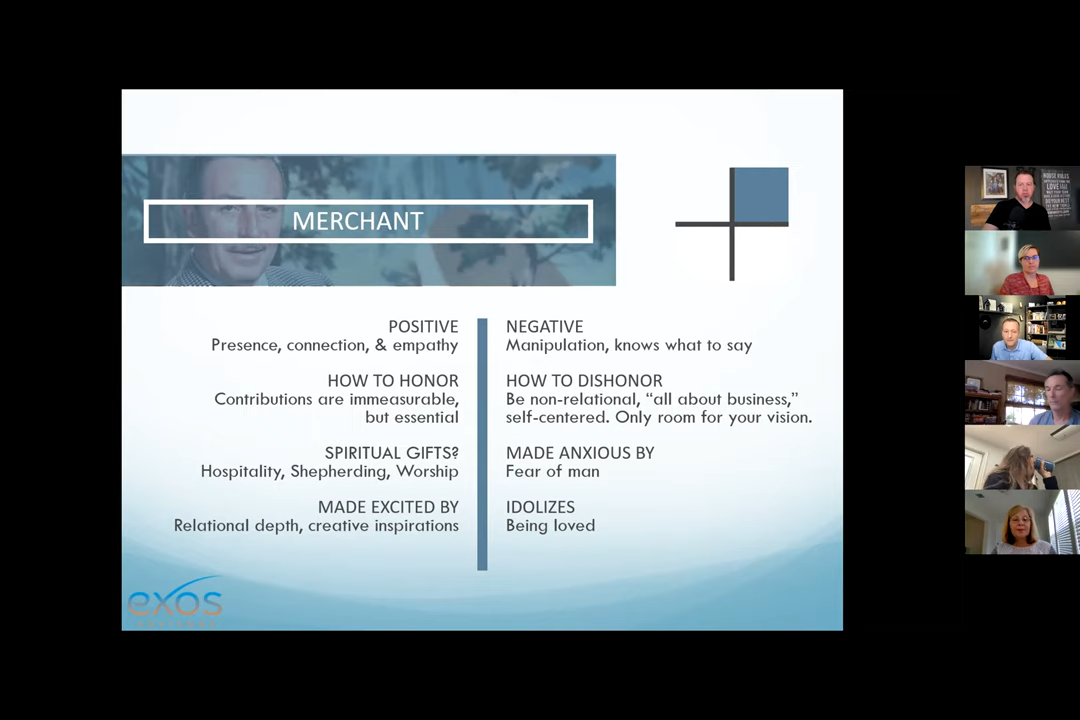 MERCHANT
POSITIVE
Presence, connection, & empathy
HOW TO HONOR
Contributions are immeasurable,
but essential
SPIRITUAL GIFTS?
Hospitality, Shepherding, Worship
MADE EXCITED BY
Relational depth, creative inspirations
NEGATIVE
Manipulation, knows what to say
HOW TO DISHONOR
Be non-relational, “all about business,”
self-centered. Only room for your vision.
MADE ANXIOUS BY
Fear of man
IDOLIZES
Being loved
exos
HOUSE RULES
LOVE